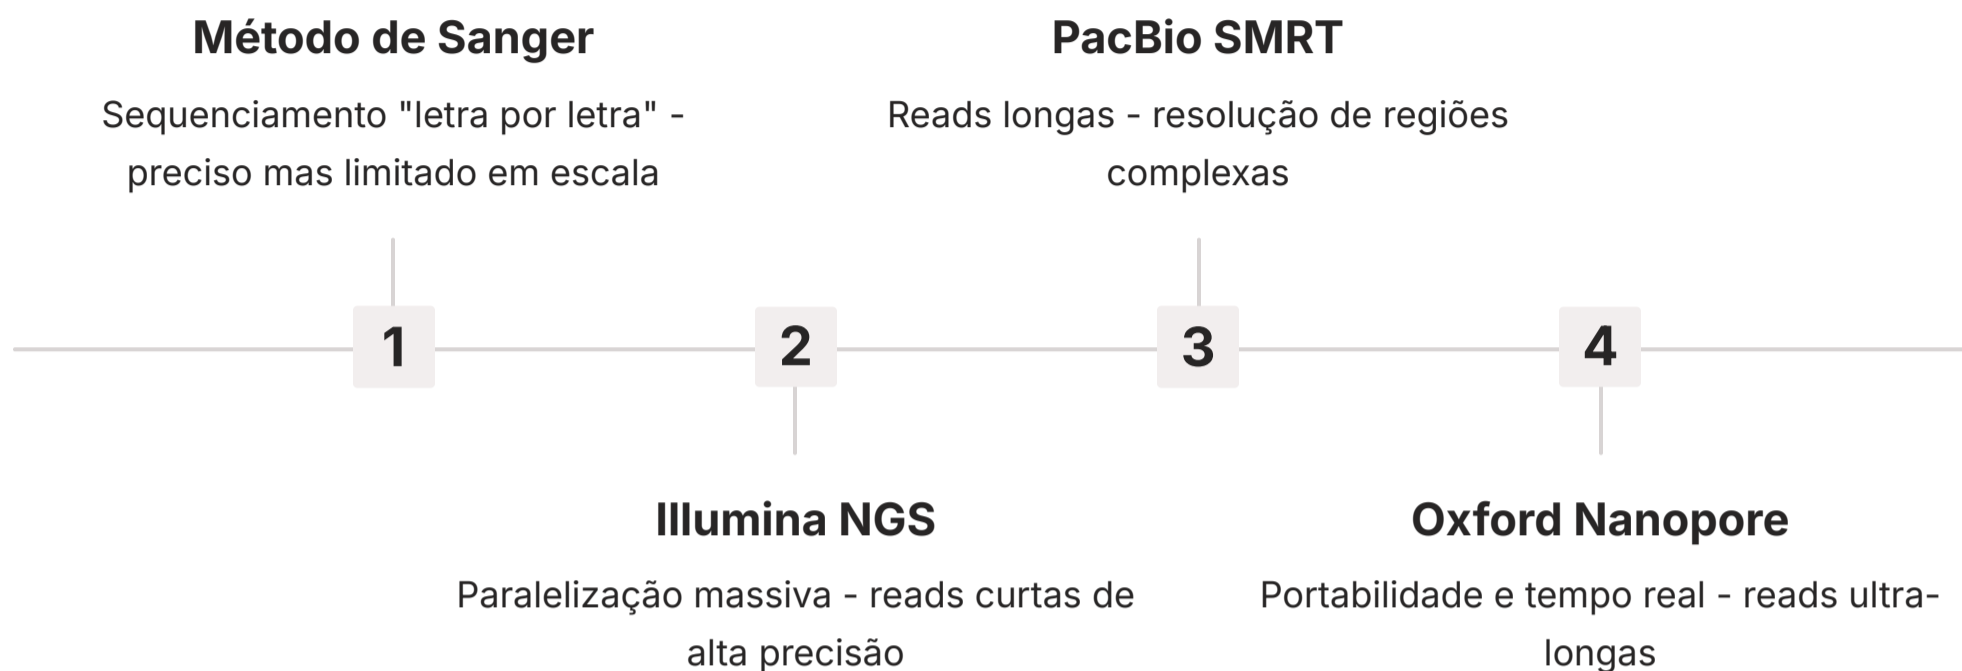 Método de Sanger
Sequenciamento "letra por letra" -
preciso mas limitado em escala
1
2
Illumina NGS
Paralelização massiva - reads curtas de
alta precisão
PacBio SMRT
Reads longas - resolução de regiões
complexas
3
4
Oxford Nanopore
Portabilidade e tempo real - reads ultra-
longas